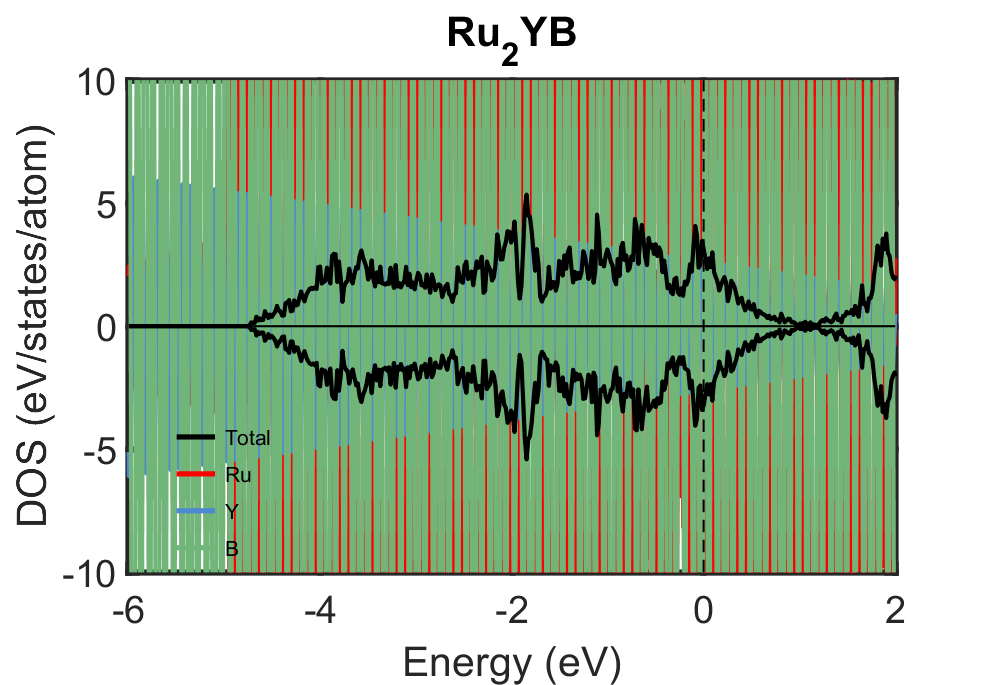 Ru2YB
DOS (eV/states/atom)
10
5
0
-5
-10
Total
Ru
Y
B
-6 -4 -2 0 2
Energy (eV)